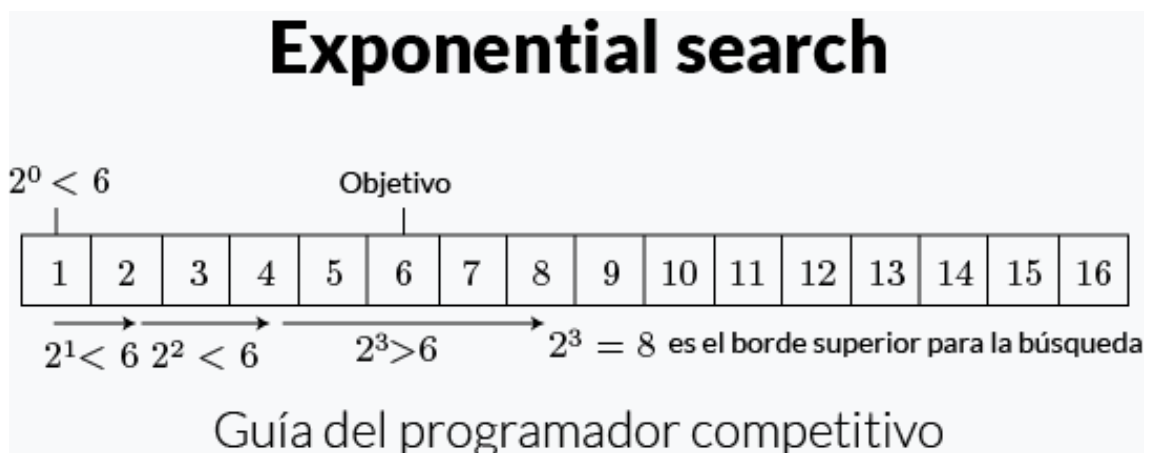 Exponential search
2⁰ < 6 Objetivo
1 2 3 4 5 6 7 8 9 10 11 12 13 14 15 16
2¹< 6 2² < 6 2³>6 2³ = 8 es el borde superior para la búsqueda
Guía del programador competitivo